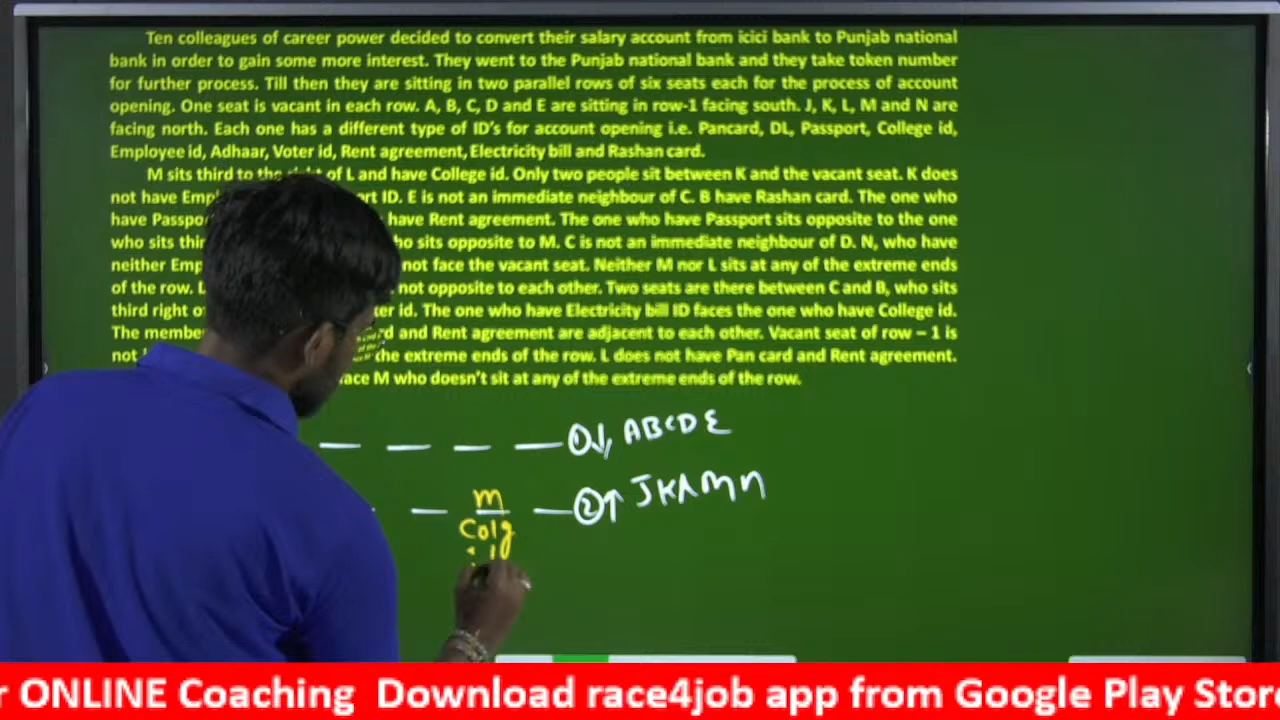 Ten colleagues of career power decided to convert their salary account from icici bank to Punjab national
bank in order to gain some more interest. They went to the Punjab national bank and they take token number
for further process. Till then they are sitting in two parallel rows of six seats each for the process of account
opening. One seat is vacant in each row. A, B, C, D and E are sitting in row-1 facing south. J, K, L, M and N are
facing north. Each one has a different type of ID's for account opening i.e. Pancard, DL, Passport, College id,
Employee id, Adhaar, Voter id, Rent agreement, Electricity bill and Rashan card.
M sits third to the of L and have College id. Only two people sit between K and the vacant seat. K does
not have ID. E is not an immediate neighbour of C. B have Rashan card. The one who
have have Rent agreement. The one who have Passport sits opposite to the one
who sits sits opposite to M. C is not an immediate neighbour of D. N, who have
neither not face the vacant seat. Neither M nor L sits at any of the extreme ends
of the row. not opposite to each other. Two seats are there between C and B, who sits
third right id. The one who have Electricity bill ID faces the one who have College id.
The and Rent agreement are adjacent to each other. Vacant seat of row – 1 is
not the extreme ends of the row. L does not have Pan card and Rent agreement.
M who doesn't sit at any of the extreme ends of the row.
①↓ ABCDE
M ②↑ JKLMN
Colg
id
r ONLINE Coaching Download race4job app from Google Play Store